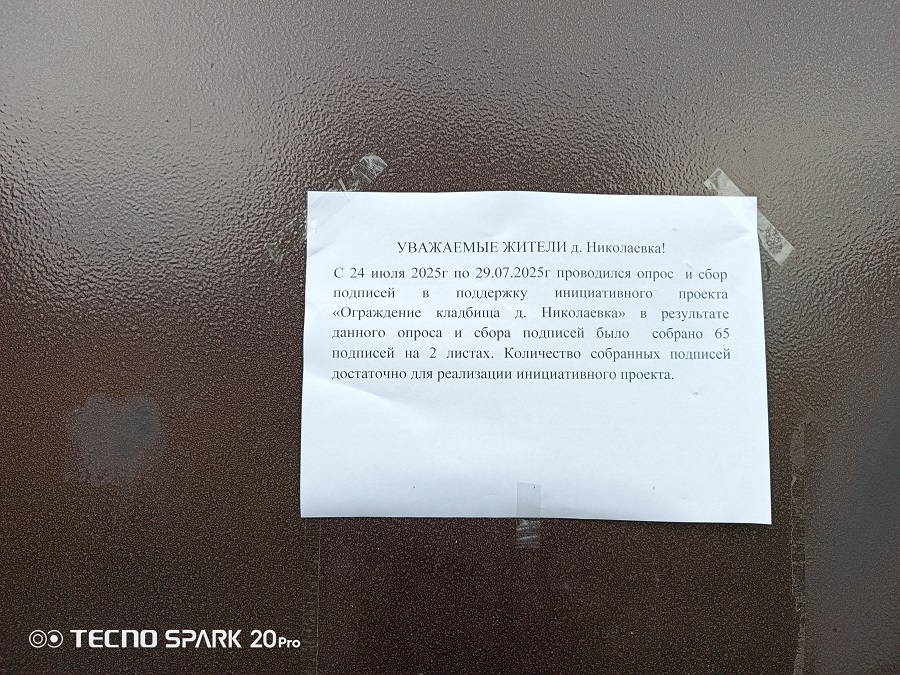 УВАЖАЕМЫЕ ЖИТЕЛИ д. Николаевка!
С 24 июля 2025г по 29.07.2025г проводился опрос и сбор
подписей в поддержку инициативного проекта
«Ограждение кладбища д. Николаевка» в результате
данного опроса и сбора подписей было собрано 65
подписей на 2 листах. Количество собранных подписей
достаточно для реализации инициативного проекта.
TECNO SPARK 20 Pro